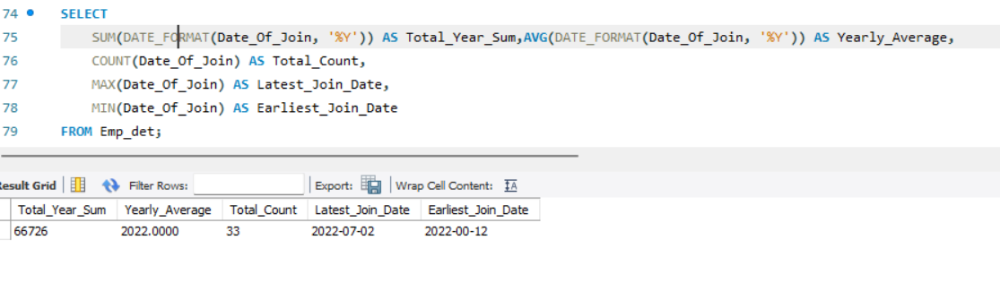 74 SELECT
75 SUM(DATE_FORMAT(Date_Of_Join, '%Y')) AS Total_Year_Sum,AVG(DATE_FORMAT(Date_Of_Join, '%Y')) AS Yearly_Average,
76 COUNT(Date_Of_Join) AS Total_Count,
77 MAX(Date_Of_Join) AS Latest_Join_Date,
78 MIN(Date_Of_Join) AS Earliest_Join_Date
79 FROM Emp_det;
Result Grid Filter Rows: Export: Wrap Cell Content: IA
Total_Year_Sum Yearly_Average Total_Count Latest_Join_Date Earliest_Join_Date
66726 2022.0000 33 2022-07-02 2022-00-12